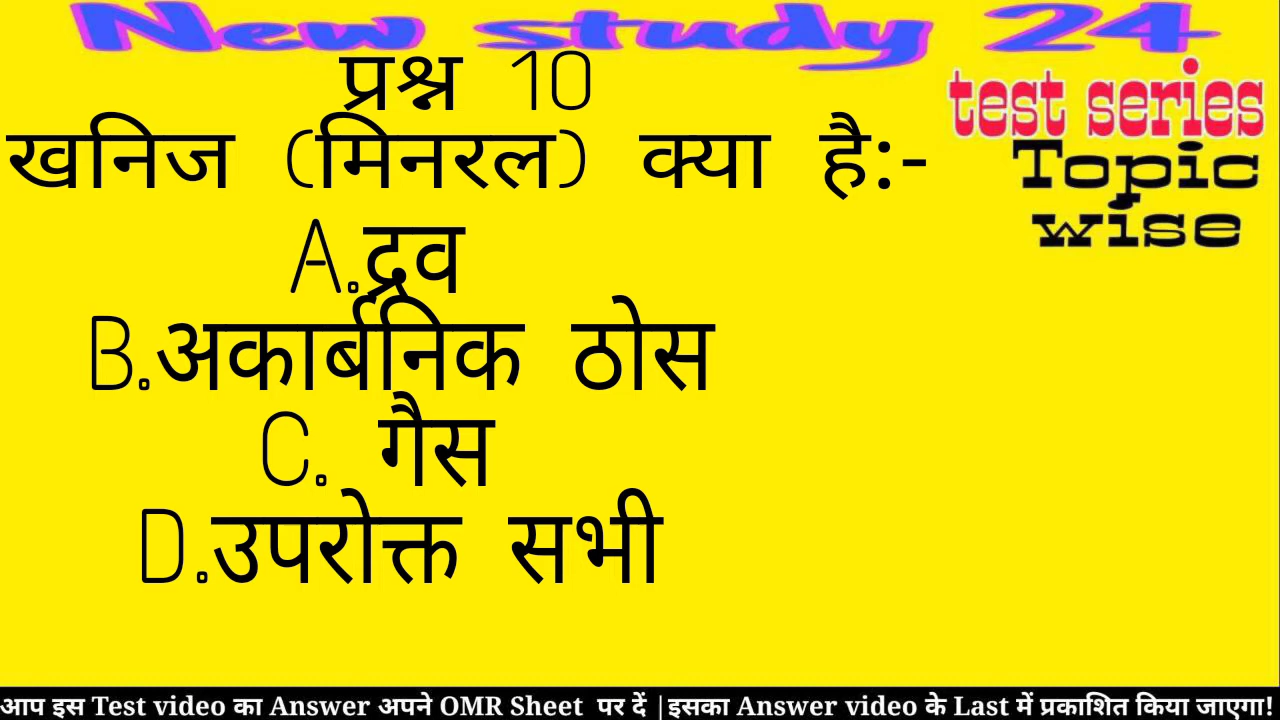 New study 24
प्रश्न 10
test series
खनिज (मिनरल) क्या है:-
Topic
wise
A.द्रव
B.अकार्बनिक ठोस
C. गैस
D.उपरोक्त सभी
आप इस Test video का Answer अपने OMR Sheet पर दें |इसका Answer video के Last में प्रकाशित किया जाएगा!